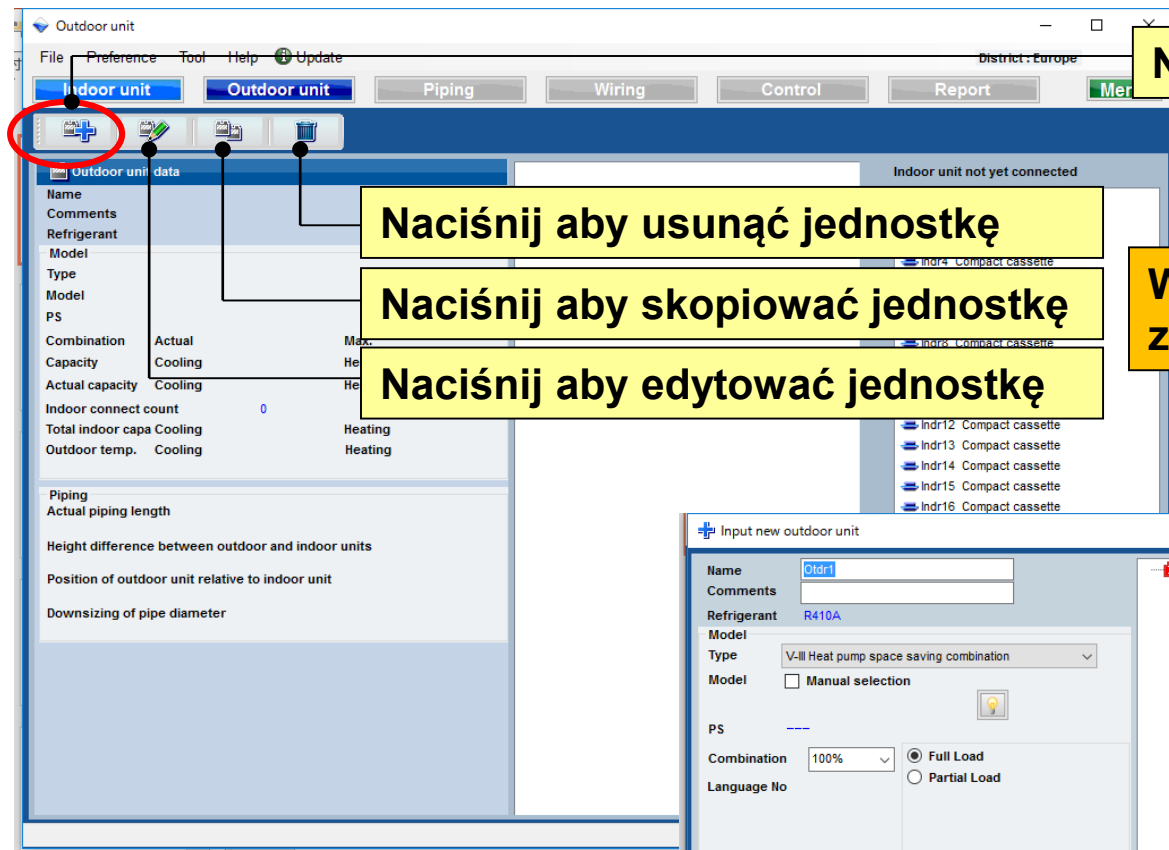 Outdoor unit
File Preference Tool Help Update
District : Europe
Indoor unit Outdoor unit Piping Wiring Control Report
Outdoor unit data
Indoor unit not yet connected
Name
Comments
Refrigerant
Model
Type
Model
PS
Combination Actual Max.
Capacity Cooling
Actual capacity Cooling
Indoor connect count 0
Total indoor capa Cooling Heating
Outdoor temp. Cooling Heating
Piping
Actual piping length
Height difference between outdoor and indoor units
Position of outdoor unit relative to indoor unit
Downsizing of pipe diameter
Naciśnij aby usunąć jednostkę
Naciśnij aby skopiować jednostkę
Naciśnij aby edytować jednostkę
Indr4 Compact cassette
Indr8 Compact cassette
Indr12 Compact cassette
Indr13 Compact cassette
Indr14 Compact cassette
Indr15 Compact cassette
Indr16 Compact cassette
Input new outdoor unit
Name Otdr1
Comments
Refrigerant R410A
Model
Type V-III Heat pump space saving combination
Model Manual selection
PS ---
Combination 100% Full Load
Partial Load
Language No